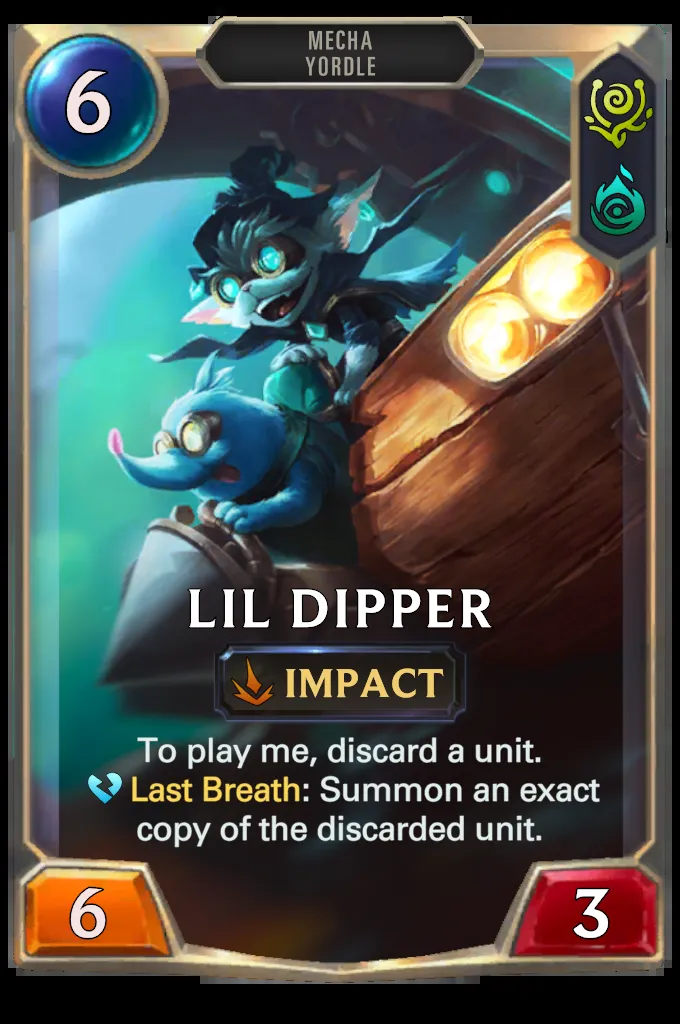 MECHA
YORDLE
6
LIL DIPPER
IMPACT
To play me, discard a unit.
Last Breath: Summon an exact
copy of the discarded unit.
6
3